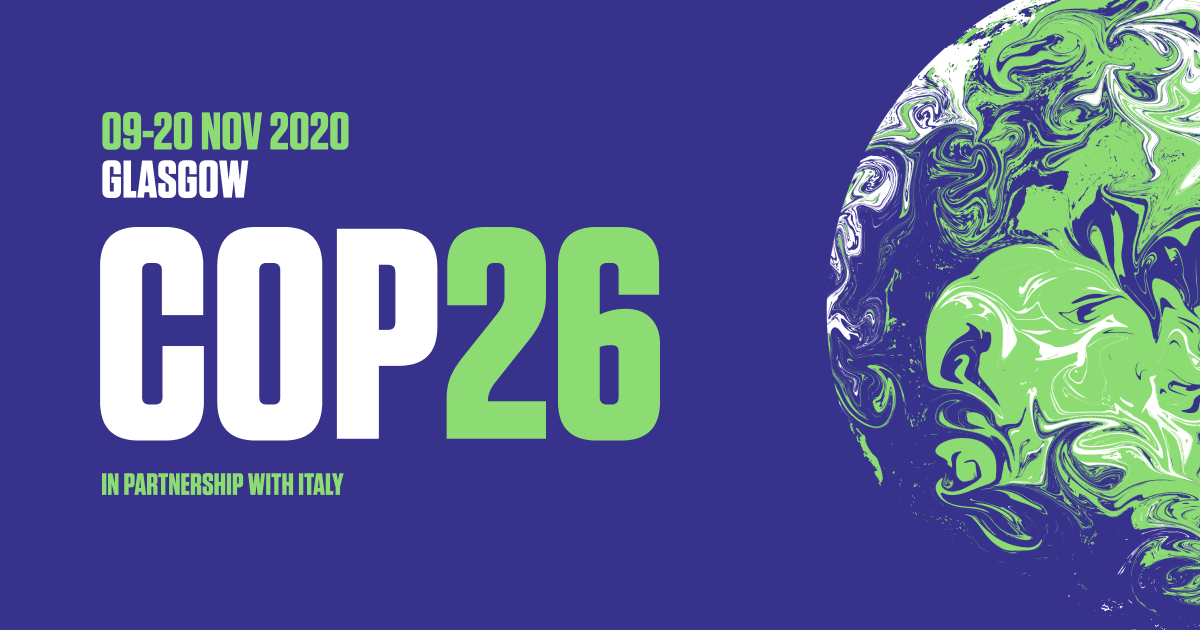 09-20 NOV 2020
GLASGOW
COP26
IN PARTNERSHIP WITH ITALY